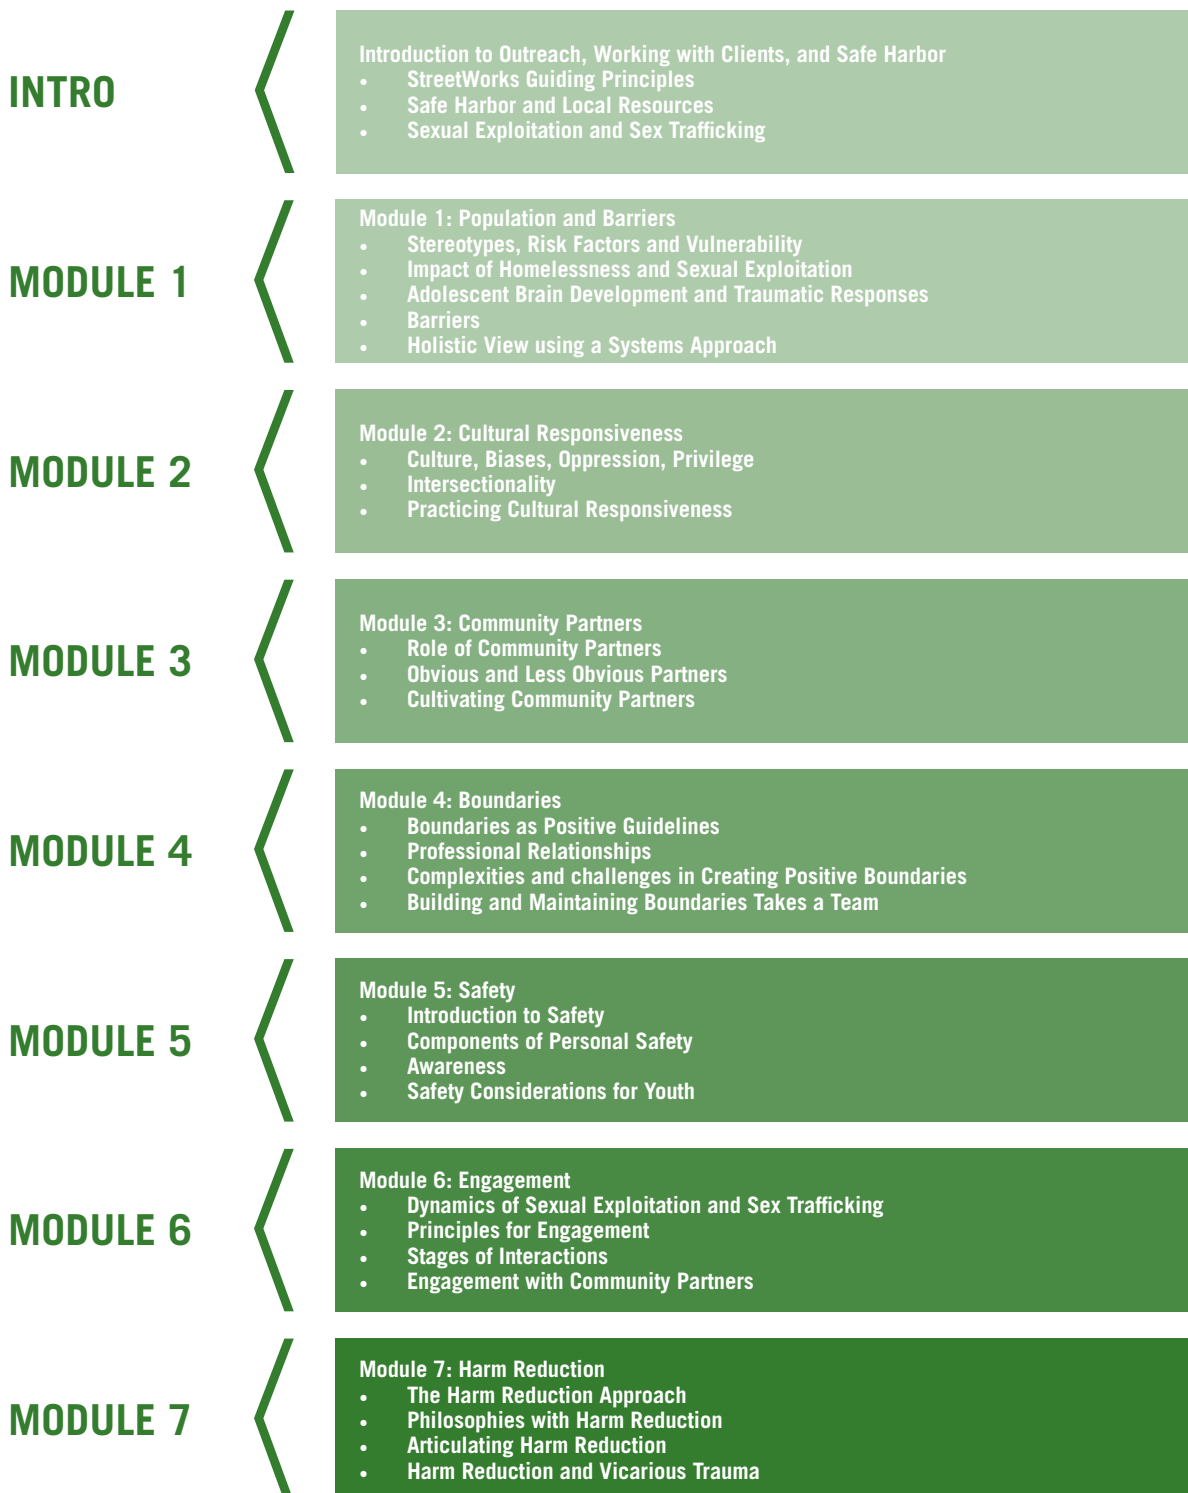 INTRO
Introduction to Outreach, Working with Clients, and Safe Harbor
• StreetWorks Guiding Principles
• Safe Harbor and Local Resources
• Sexual Exploitation and Sex Trafficking
MODULE 1
Module 1: Population and Barriers
• Stereotypes, Risk Factors and Vulnerability
• Impact of Homelessness and Sexual Exploitation
• Adolescent Brain Development and Traumatic Responses
• Barriers
• Holistic View using a Systems Approach
MODULE 2
Module 2: Cultural Responsiveness
• Culture, Biases, Oppression, Privilege
• Intersectionality
• Practicing Cultural Responsiveness
MODULE 3
Module 3: Community Partners
• Role of Community Partners
• Obvious and Less Obvious Partners
• Cultivating Community Partners
MODULE 4
Module 4: Boundaries
• Boundaries as Positive Guidelines
• Professional Relationships
• Complexities and challenges in Creating Positive Boundaries
• Building and Maintaining Boundaries Takes a Team
MODULE 5
Module 5: Safety
• Introduction to Safety
• Components of Personal Safety
• Awareness
• Safety Considerations for Youth
MODULE 6
Module 6: Engagement
• Dynamics of Sexual Exploitation and Sex Trafficking
• Principles for Engagement
• Stages of Interactions
• Engagement with Community Partners
MODULE 7
Module 7: Harm Reduction
• The Harm Reduction Approach
• Philosophies with Harm Reduction
• Articulating Harm Reduction
• Harm Reduction and Vicarious Trauma